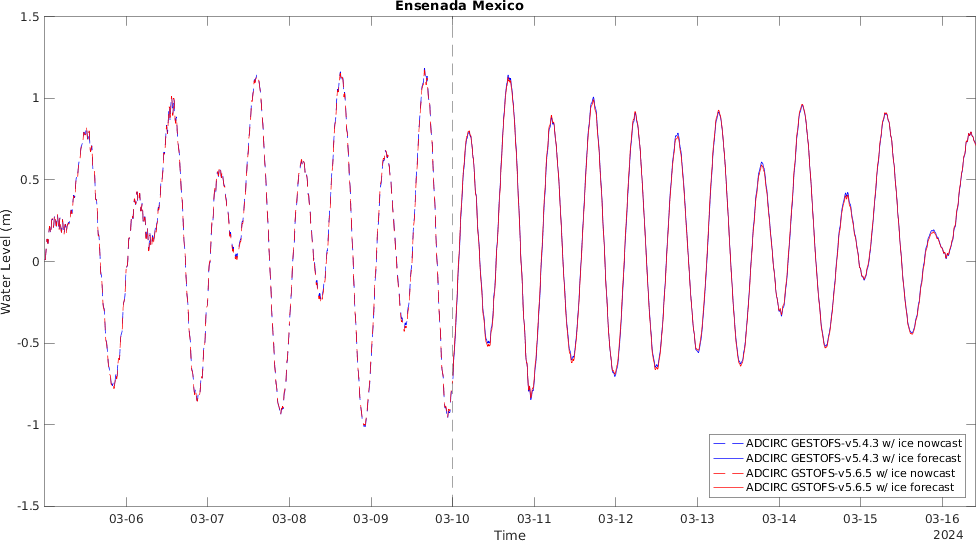 Ensenada Mexico
1.5
1
0.5
0
-0.5
-1
-1.5
Water Level (m)
03-06 03-07 03-08 03-09 03-10 03-11 03-12 03-13 03-14 03-15 03-16
Time
2024
ADCIRC GESTOFS-v5.4.3 w/ ice nowcast
ADCIRC GESTOFS-v5.4.3 w/ ice forecast
ADCIRC GSTOFS-v5.6.5 w/ ice nowcast
ADCIRC GSTOFS-v5.6.5 w/ ice forecast